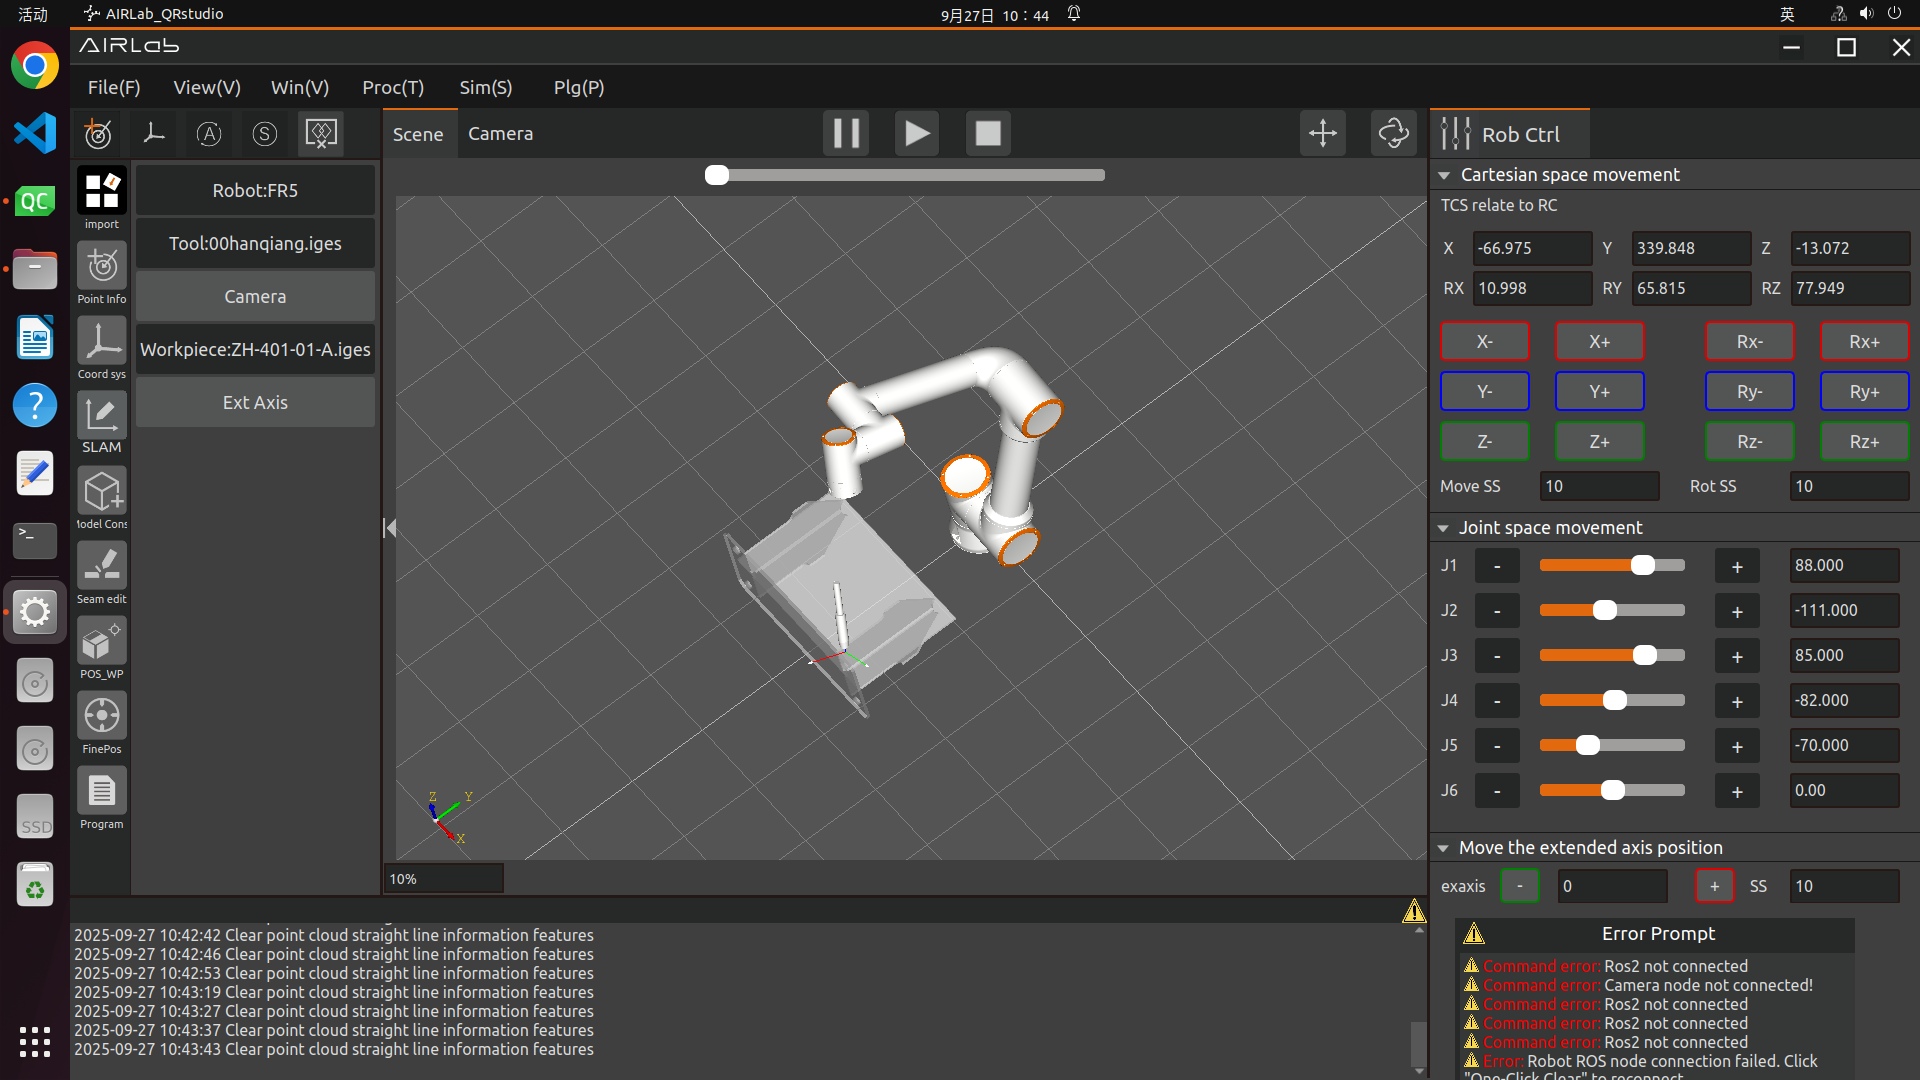 活动
AIRLab_QRstudio
9月27日 10：44
英
AIRLab
File(F) View(V) Win(V) Proc(T) Sim(S) Plg(P)
A S
Scene Camera
Rob Ctrl
QC
import
Point Info
Coord sys
SLAM
Seam edit
POS_WP
FinePos
Program
SSD
Robot:FR5
Tool:00hanqiang.iges
Camera
Workpiece:ZH-401-01-A.iges
Ext Axis
Z Y
X
10%
Cartesian space movement
TCS relate to RC
X -66.975 Y 339.848 Z -13.072
RX 10.998 RY 65.815 RZ 77.949
X- X+ Rx- Rx+
Y- Y+ Ry- Ry+
Z- Z+ Rz- Rz+
Move SS 10 Rot SS 10
Joint space movement
J1 - + 88.000
J2 - + -111.000
J3 - + 85.000
J4 - + -82.000
J5 - + -70.000
J6 - + 0.00
Move the extended axis position
exaxis - 0 + SS 10
2025-09-27 10:42:42 Clear point cloud straight line information features
2025-09-27 10:42:46 Clear point cloud straight line information features
2025-09-27 10:42:53 Clear point cloud straight line information features
2025-09-27 10:43:19 Clear point cloud straight line information features
2025-09-27 10:43:27 Clear point cloud straight line information features
2025-09-27 10:43:37 Clear point cloud straight line information features
2025-09-27 10:43:43 Clear point cloud straight line information features
Error Prompt
Command error: Ros2 not connected
Command error: Camera node not connected!
Command error: Ros2 not connected
Command error: Ros2 not connected
Command error: Ros2 not connected
Error: Robot ROS node connection failed. Click
"One-Click Clear" to reconnect